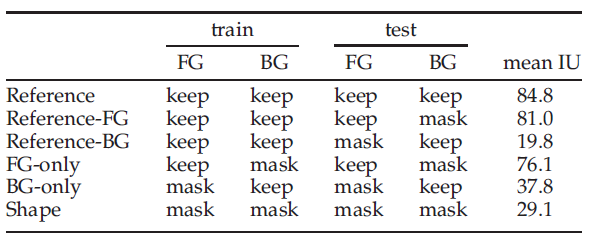 train test
FG BG FG BG mean IU
Reference keep keep keep keep 84.8
Reference-FG keep keep keep mask 81.0
Reference-BG keep keep mask keep 19.8
FG-only keep mask keep mask 76.1
BG-only mask keep mask keep 37.8
Shape mask mask mask mask 29.1